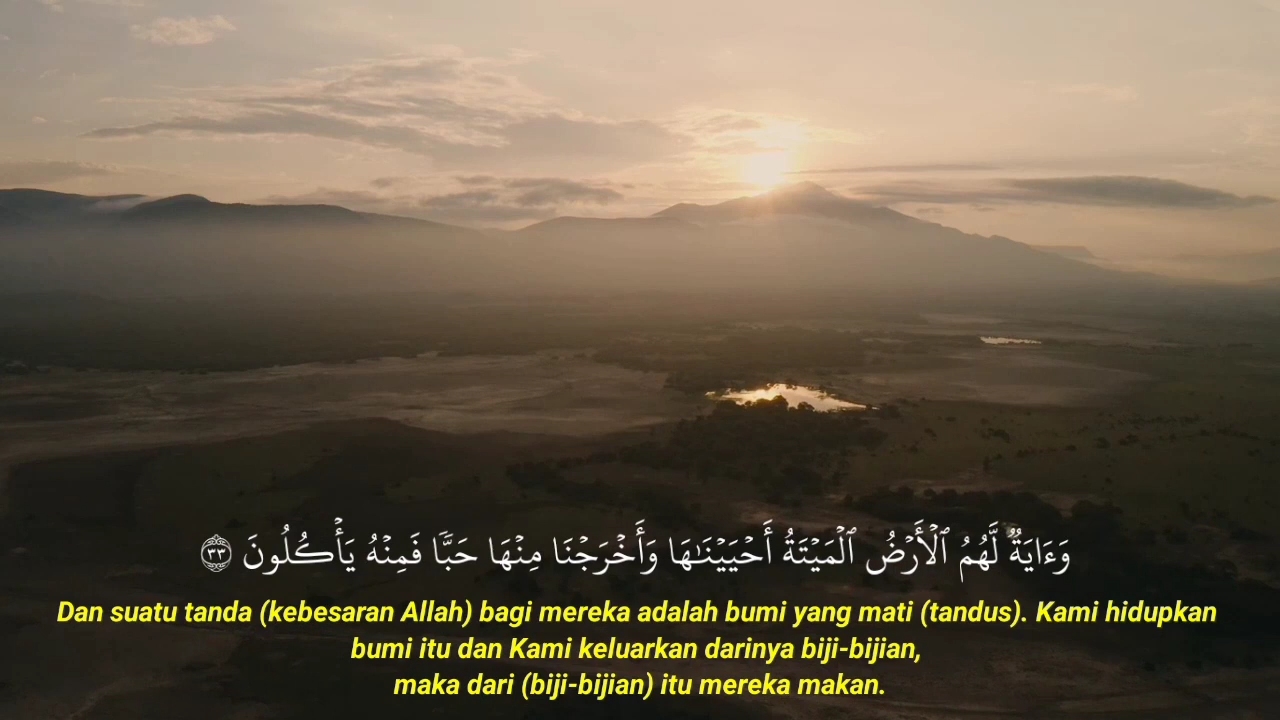 وَءَايَةٌ لَّهُمُ ٱلْأَرْضُ ٱلْمَيْتَةُ أَحْيَيْنَـٰهَا وَأَخْرَجْنَا مِنْهَا حَبًّا فَمِنْهُ يَأْكُلُونَ ٣٣
Dan suatu tanda (kebesaran Allah) bagi mereka adalah bumi yang mati (tandus). Kami hidupkan
bumi itu dan Kami keluarkan darinya biji-bijian,
maka dari (biji-bijian) itu mereka makan.